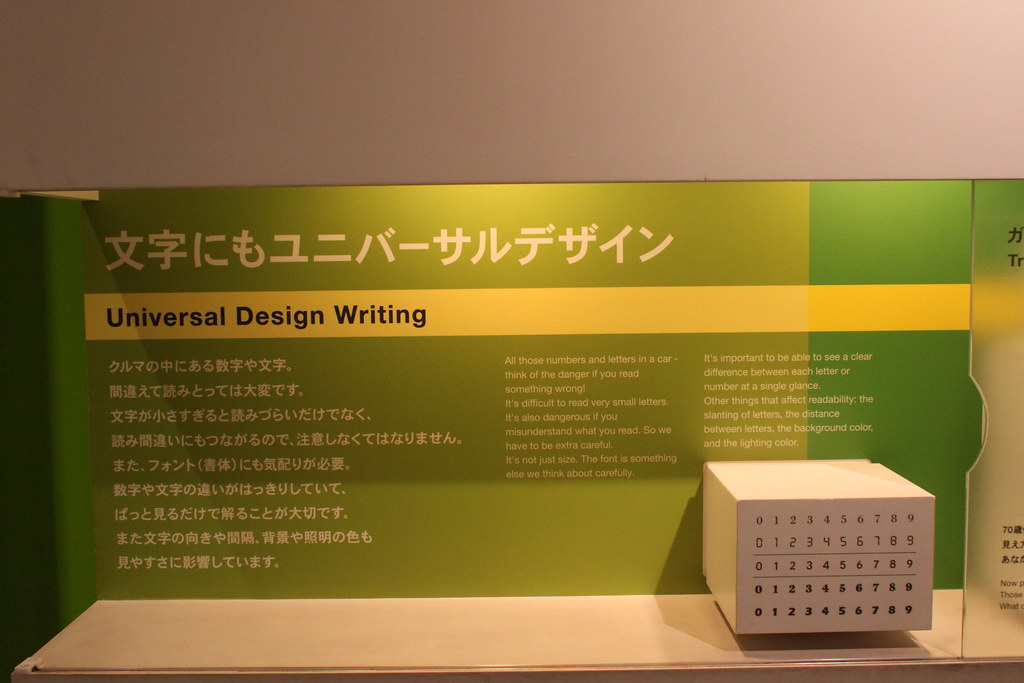 文字にもユニバーサルデザイン
Universal Design Writing
クルマの中にある数字や文字。
間違えて読みとっては大変です。
文字が小さすぎると読みづらいだけでなく、
読み間違いにもつながるので、注意しなくてはなりません。
また、フォント(書体)にも気配りが必要。
数字や文字の違いがはっきりしていて、
ぱっと見るだけで解ることが大切です。
また文字の向きや間隔、背景や照明の色も
見やすさに影響しています。
All those numbers and letters in a car -
think of the danger if you read
something wrong!
It's difficult to read very small letters.
It's also dangerous if you
misunderstand what you read. So we
have to be extra careful.
It's not just size. The font is something
else we think about carefully.
It's important to be able to see a clear
difference between each letter or
number at a single glance.
Other things that affect readability: the
slanting of letters, the distance
between letters, the background color,
and the lighting color.
0 1 2 3 4 5 6 7 8 9
0 1 2 3 4 5 6 7 8 9
0 1 2 3 4 5 6 7 8 9
0 1 2 3 4 5 6 7 8 9
0 1 2 3 4 5 6 7 8 9
ガ
Tr
70歳
見え
あな
Now
Those
What